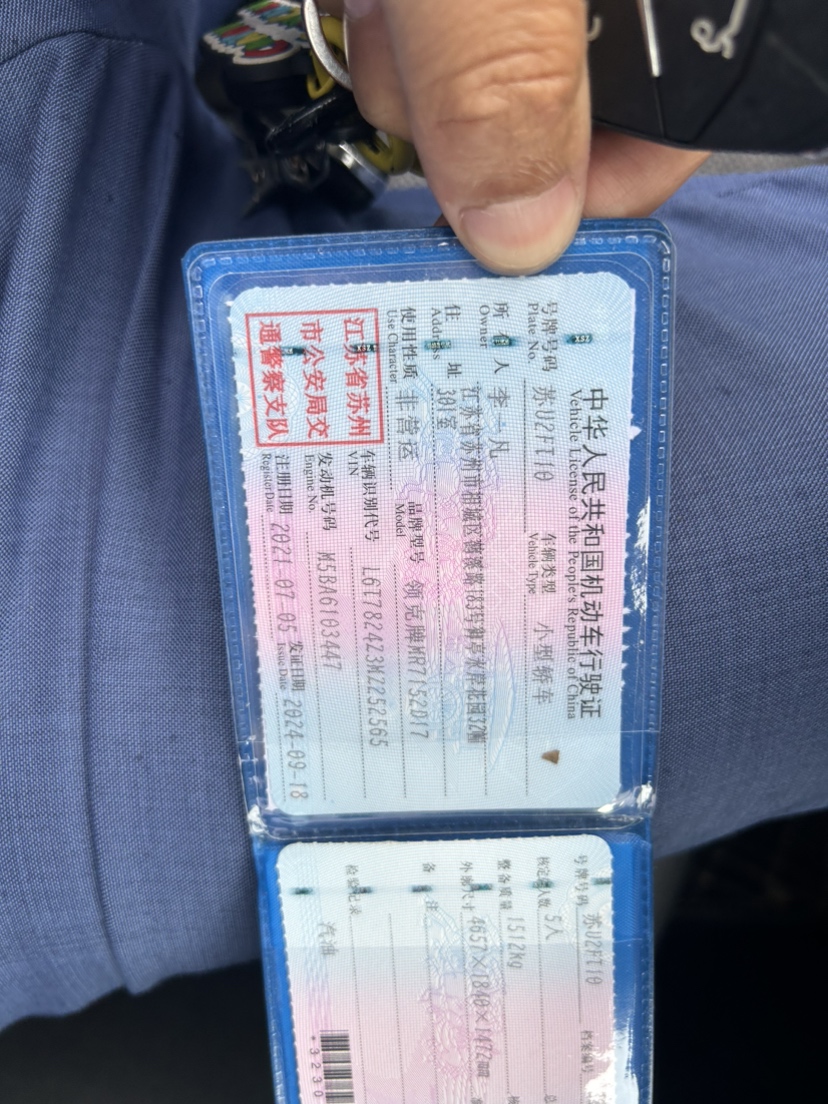 中华人民共和国机动车行驶证
Vehicle License of the People's Republic of China
号牌号码 苏U2FT10 车辆类型 小型轿车
Plate No. Vehicle Type
所有人 李一凡
Owner
住址 江苏省苏州市相城区
Address 301室
使用性质 非营运 品牌型号 领克牌MR7152D17
Use Character Model
江苏省苏州
市公安局交
通警察支队
车辆识别代号 L6T7824Z3MZ252565
VIN
发动机号码 M5BA6103447
Engine No.
注册日期 2021-07-05 发证日期 2024-09-18
Register Date Issue Date
号牌号码 苏U2FT10 档案编号
核定载人数 5人
整备质量 1512kg
外廓尺寸 4657×1840×1472mm
备注
检验记录
汽油
*3230